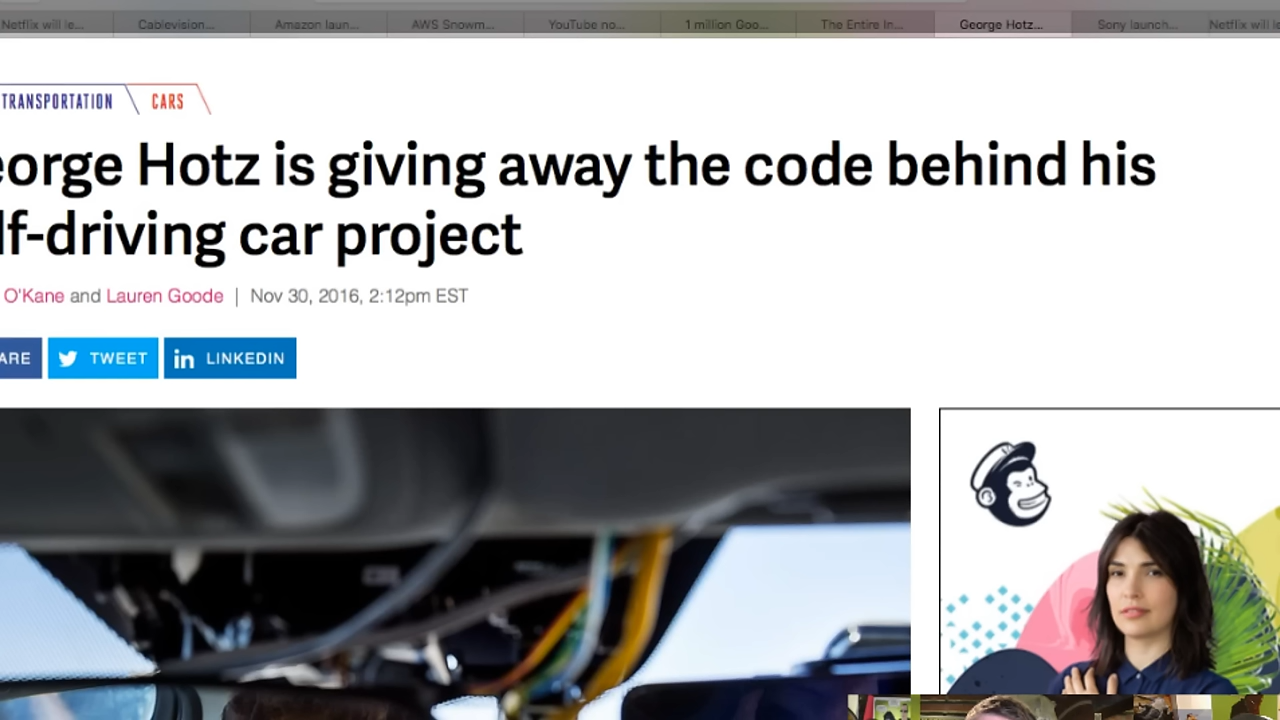 Netflix will le...
Cablevision...
Amazon laun...
AWS Snowm...
YouTube no...
1 million Goo...
The Entire In...
George Hotz...
Sony launch...
Netflix will
TRANSPORTATION
CARS
eorge Hotz is giving away the code behind his
lf-driving car project
O'Kane and Lauren Goode | Nov 30, 2016, 2:12pm EST
ARE
TWEET
in LINKEDIN